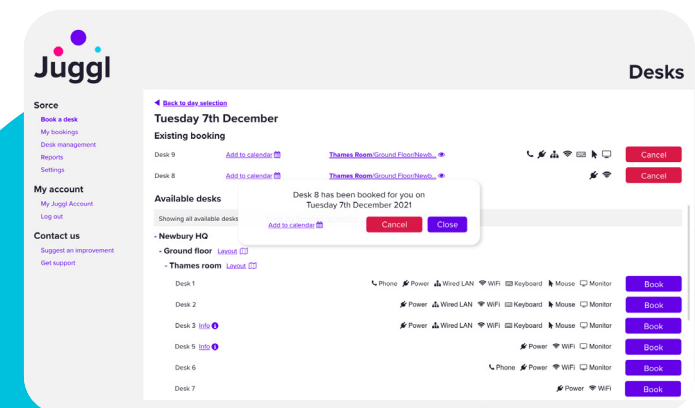 Juggl
Desks
Sorce
Book a desk
My bookings
Desk management
Reports
Settings
My account
My Juggl Account
Log out
Contact us
Suggest an improvement
Get support
Back to day selection
Tuesday 7th December
Existing booking
Desk 9 Add to calendar Thames Room/Ground Floor/Newb... Cancel
Desk 8 Add to calendar Thames Room/Ground Floor/Newb... Cancel
Desk 8 has been booked for you on
Tuesday 7th December 2021
Add to calendar Cancel Close
Available desks
Showing all available desks
- Newbury HQ
- Ground floor Layout
- Thames room Layout
Desk 1 Phone Power Wired LAN WiFi Keyboard Mouse Monitor Book
Desk 2 Power Wired LAN WiFi Keyboard Mouse Monitor Book
Desk 3 Info Power Wired LAN WiFi Keyboard Mouse Monitor Book
Desk 5 Info Power WiFi Monitor Book
Desk 6 Phone Power WiFi Monitor Book
Desk 7 Power WiFi Book